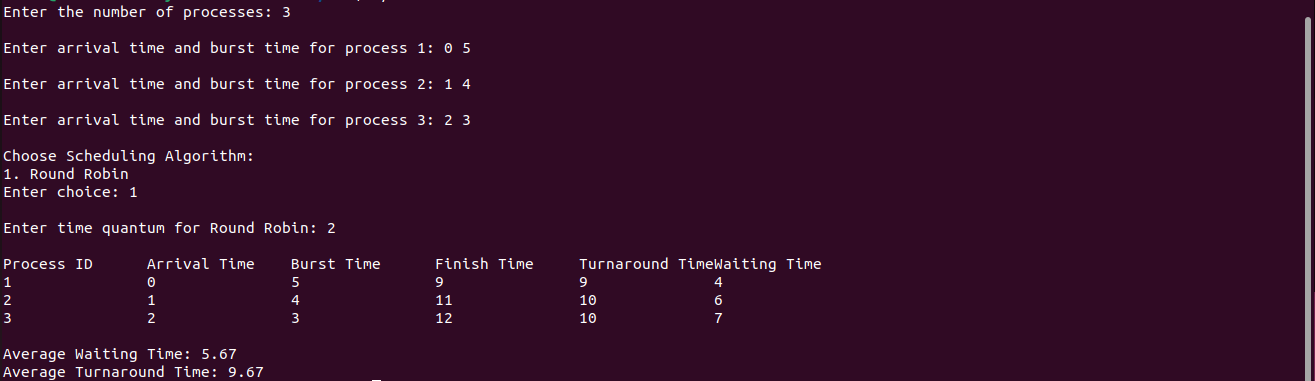 Enter the number of processes: 3
Enter arrival time and burst time for process 1: 0 5
Enter arrival time and burst time for process 2: 1 4
Enter arrival time and burst time for process 3: 2 3
Choose Scheduling Algorithm:
1. Round Robin
Enter choice: 1
Enter time quantum for Round Robin: 2
Process ID Arrival Time Burst Time Finish Time Turnaround TimeWaiting Time
1 0 5 9 9 4
2 1 4 11 10 6
3 2 3 12 10 7
Average Waiting Time: 5.67
Average Turnaround Time: 9.67